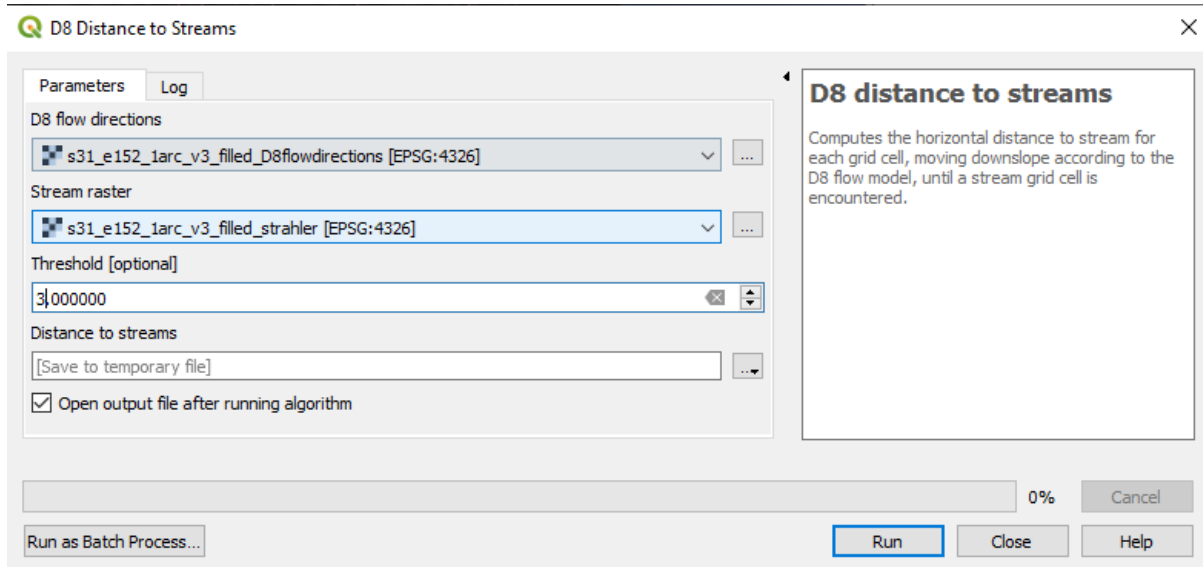 D8 Distance to Streams
Parameters
Log
D8 flow directions
s31_e152_1arc_v3_filled_D8flowdirections [EPSG:4326]
...
Stream raster
s31_e152_1arc_v3_filled_strahler [EPSG:4326]
...
Threshold [optional]
3.000000
Distance to streams
[Save to temporary file]
...
Open output file after running algorithm
D8 distance to streams
Computes the horizontal distance to stream for
each grid cell, moving downslope according to the
D8 flow model, until a stream grid cell is
encountered.
0%
Cancel
Run as Batch Process...
Run
Close
Help